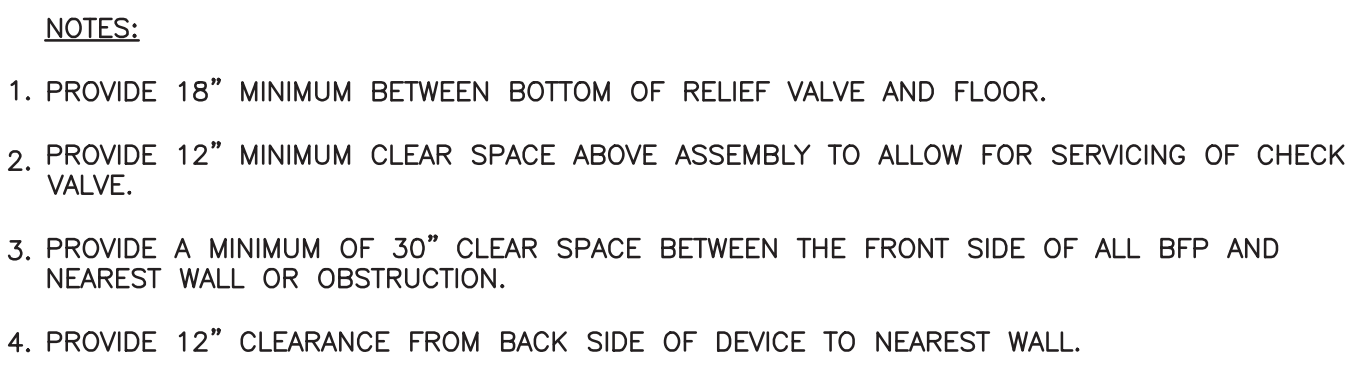 NOTES:
1. PROVIDE 18” MINIMUM BETWEEN BOTTOM OF RELIEF VALVE AND FLOOR.
2. PROVIDE 12” MINIMUM CLEAR SPACE ABOVE ASSEMBLY TO ALLOW FOR SERVICING OF CHECK
VALVE.
3. PROVIDE A MINIMUM OF 30” CLEAR SPACE BETWEEN THE FRONT SIDE OF ALL BFP AND
NEAREST WALL OR OBSTRUCTION.
4. PROVIDE 12” CLEARANCE FROM BACK SIDE OF DEVICE TO NEAREST WALL.